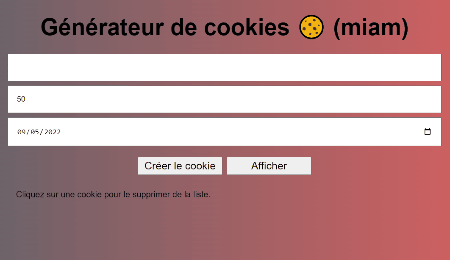 Générateur de cookies 🍪 (miam)
50
09/05/2022
Créer le cookie Afficher
Cliquez sur une cookie pour le supprimer de la liste.